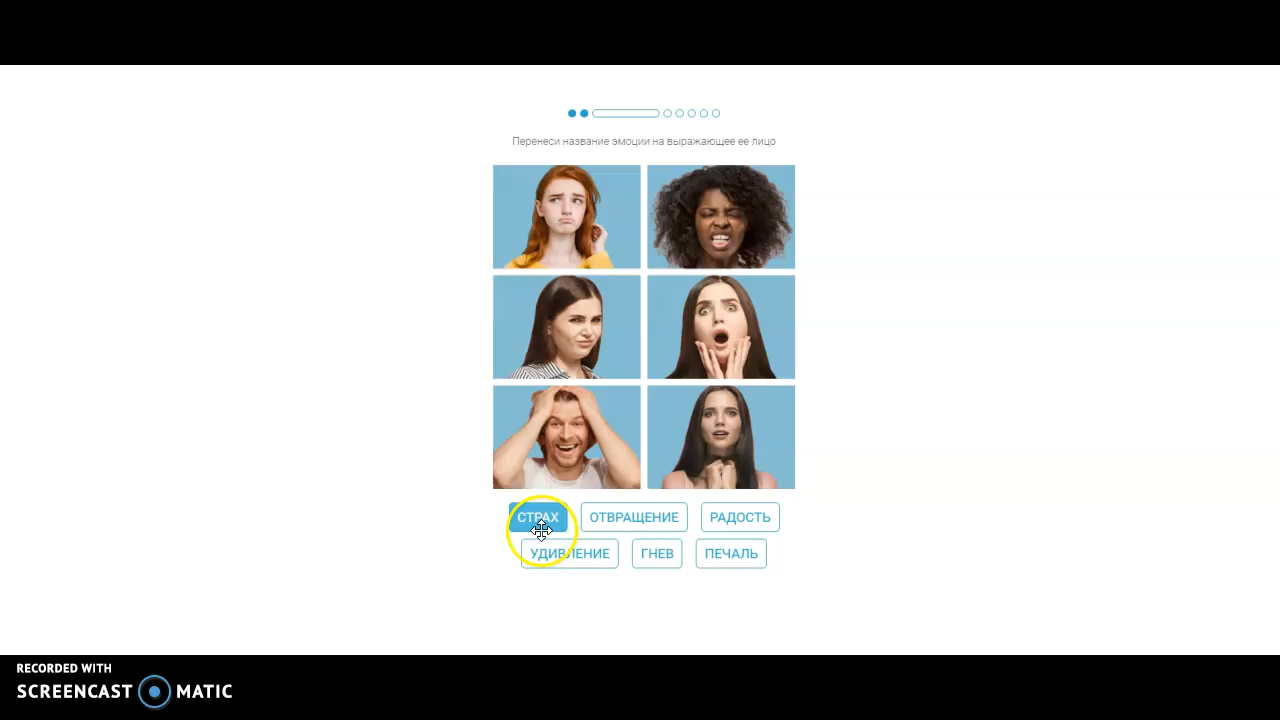 Перенеси название эмоции на выражающее ее лицо
СТРАХ ОТВРАЩЕНИЕ РАДОСТЬ
УДИВЛЕНИЕ ГНЕВ ПЕЧАЛЬ
RECORDED WITH
SCREENCAST MATIC